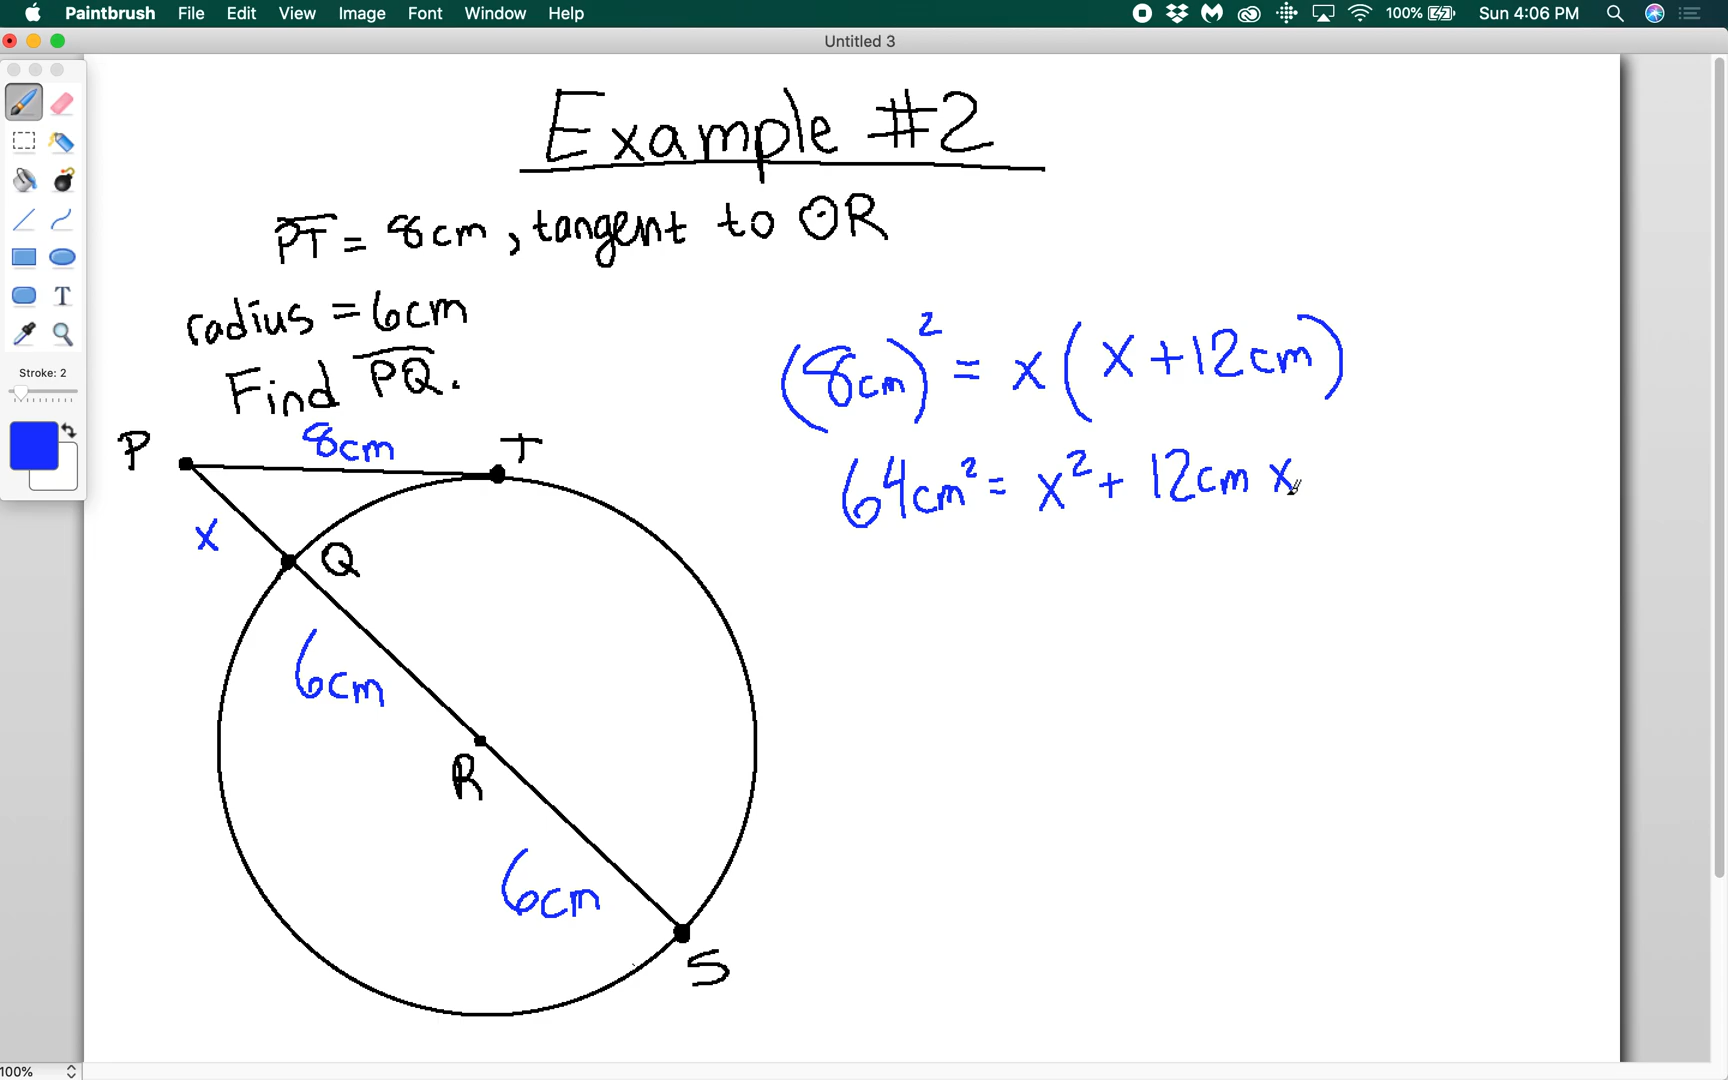 Paintbrush File Edit View Image Font Window Help 100% Sun 4:06 PM
Untitled 3
Example #2
PT = 8cm, tangent to ⊙R
radius = 6cm
Find PQ.
(8cm)² = x(x+12cm)
64cm² = x² + 12cm x
Stroke: 2
P
8cm
T
x
Q
6cm
R
6cm
S
100%